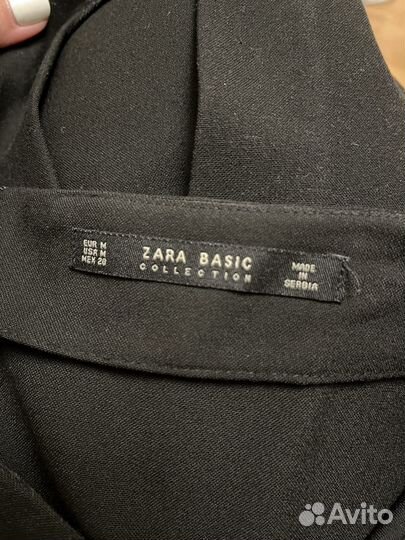 EUR M
USA M
MEX 28
ZARA BASIC
COLLECTION
MADE
IN
SERBIA
Avito